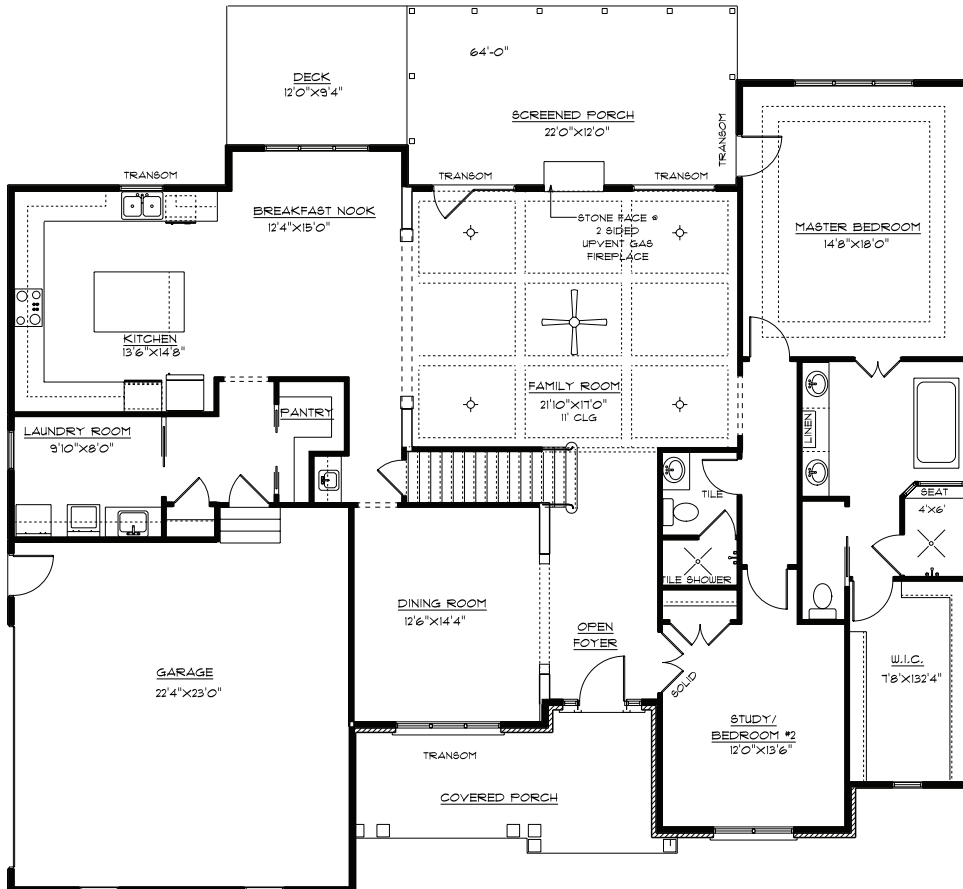 64'-0"
DECK
12'0"X9'4"
SCREENED PORCH
22'0"X12'0"
TRANSOM
TRANSOM
TRANSOM
TRANSOM
BREAKFAST NOOK
12'4"X15'0"
STONE FACE @
2 SIDED
UPVENT GAS
FIREPLACE
MASTER BEDROOM
14'8"X18'0"
KITCHEN
13'6"X14'8"
FAMILY ROOM
21'10"X17'0"
11' CLG
PANTRY
LAUNDRY ROOM
9'10"X8'0"
LINEN
SEAT
4'X6'
TILE
TILE SHOWER
DINING ROOM
12'6"X14'4"
OPEN
FOYER
GARAGE
22'4"X23'0"
SOLID
W.I.C.
7'8'X132'4"
STUDY/
BEDROOM #2
12'0"X13'6"
TRANSOM
COVERED PORCH